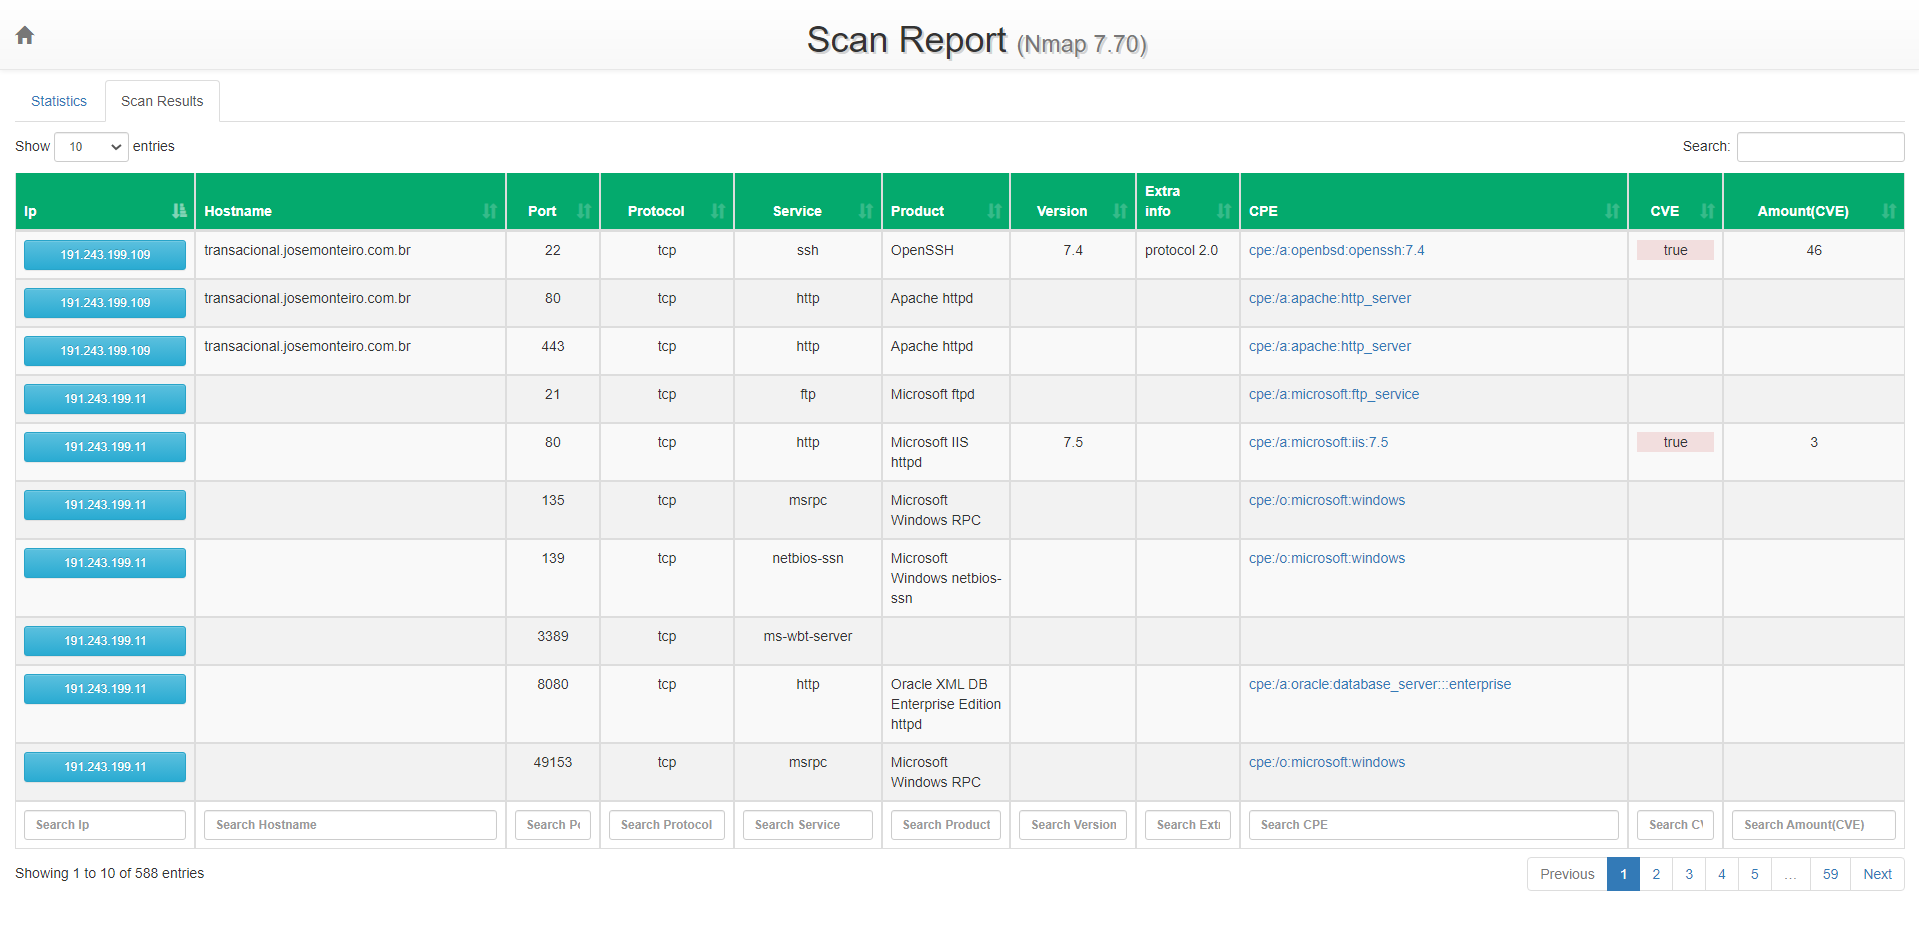 Scan Report (Nmap 7.70)
Statistics
Scan Results
Show 10 entries
Search:
Ip Hostname Port Protocol Service Product Version Extra info CPE CVE Amount(CVE)
191.243.199.109 transacional.josemonteiro.com.br 22 tcp ssh OpenSSH 7.4 protocol 2.0 cpe:/a:openbsd:openssh:7.4 true 46
191.243.199.109 transacional.josemonteiro.com.br 80 tcp http Apache httpd cpe:/a:apache:http_server
191.243.199.109 transacional.josemonteiro.com.br 443 tcp http Apache httpd cpe:/a:apache:http_server
191.243.199.11 21 tcp ftp Microsoft ftpd cpe:/a:microsoft:ftp_service
191.243.199.11 80 tcp http Microsoft IIS httpd 7.5 cpe:/a:microsoft:iis:7.5 true 3
191.243.199.11 135 tcp msrpc Microsoft Windows RPC cpe:/o:microsoft:windows
191.243.199.11 139 tcp netbios-ssn Microsoft Windows netbios-ssn cpe:/o:microsoft:windows
191.243.199.11 3389 tcp ms-wbt-server
191.243.199.11 8080 tcp http Oracle XML DB Enterprise Edition httpd cpe:/a:oracle:database_server:::enterprise
191.243.199.11 49153 tcp msrpc Microsoft Windows RPC cpe:/o:microsoft:windows
Search Ip Search Hostname Search Search Protocol Search Service Search Product Search Version Search Search CPE Search Search Amount(CVE)
Showing 1 to 10 of 588 entries
Previous 1 2 3 4 5 … 59 Next